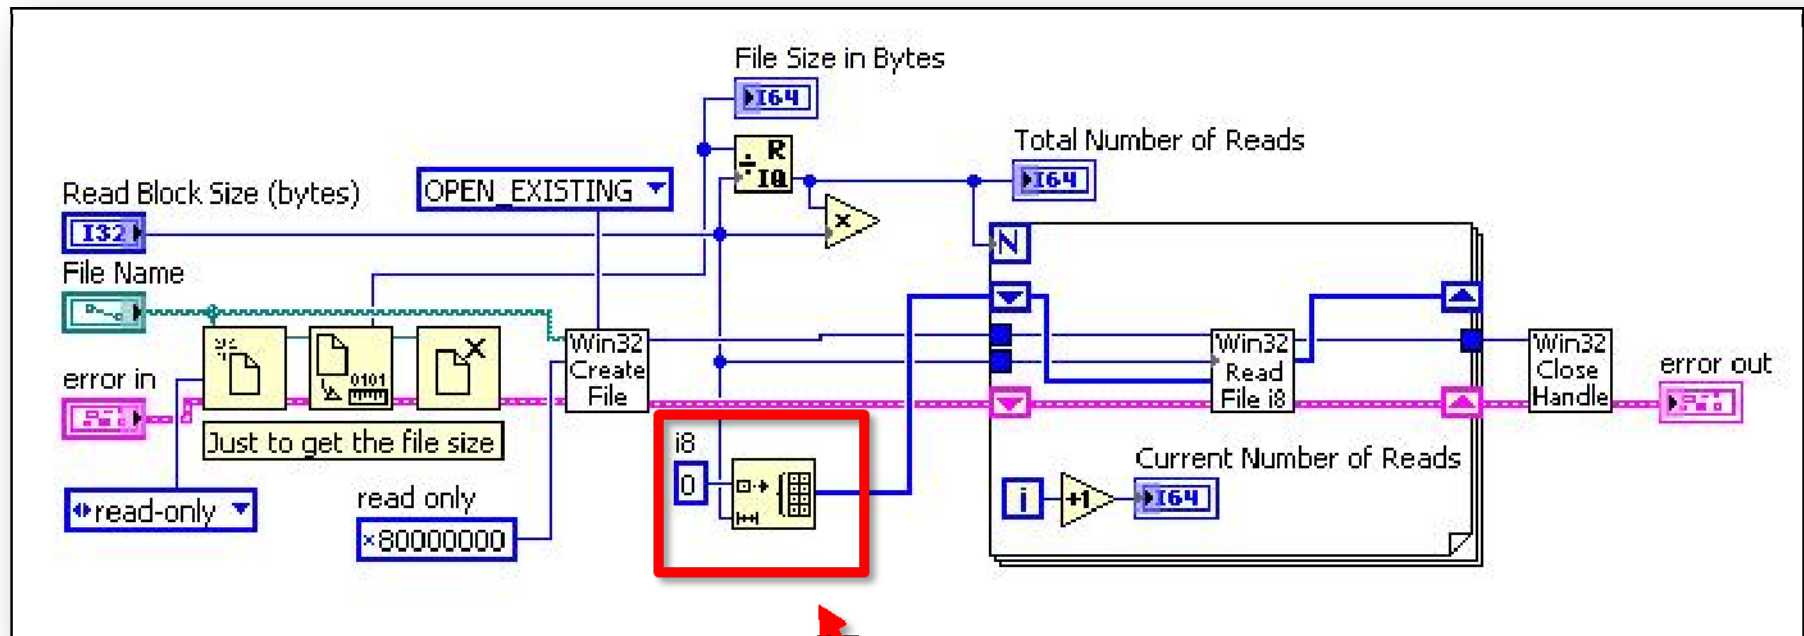 File Size in Bytes
I64
R
IQ
Total Number of Reads
I64
Read Block Size (bytes)
I32
OPEN_EXISTING
x
N
File Name
0101
Win32
Create
File
Win32
Read
File i8
Win32
Close
Handle
error in
error out
Just to get the file size
i8
0
read-only
read only
×80000000
Current Number of Reads
i
+1
I64